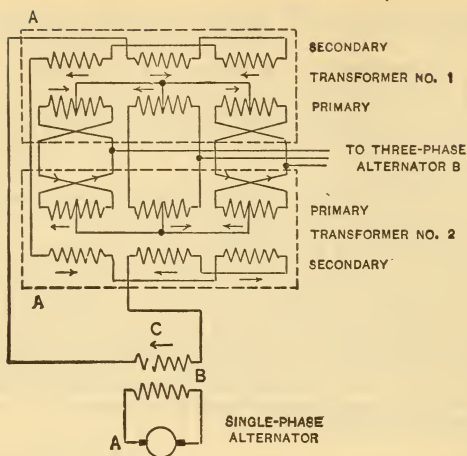 A
SECONDARY
TRANSFORMER NO. 1
PRIMARY
TO THREE-PHASE
ALTERNATOR B
PRIMARY
TRANSFORMER NO. 2
SECONDARY
A
C
B
A
SINGLE-PHASE
ALTERNATOR